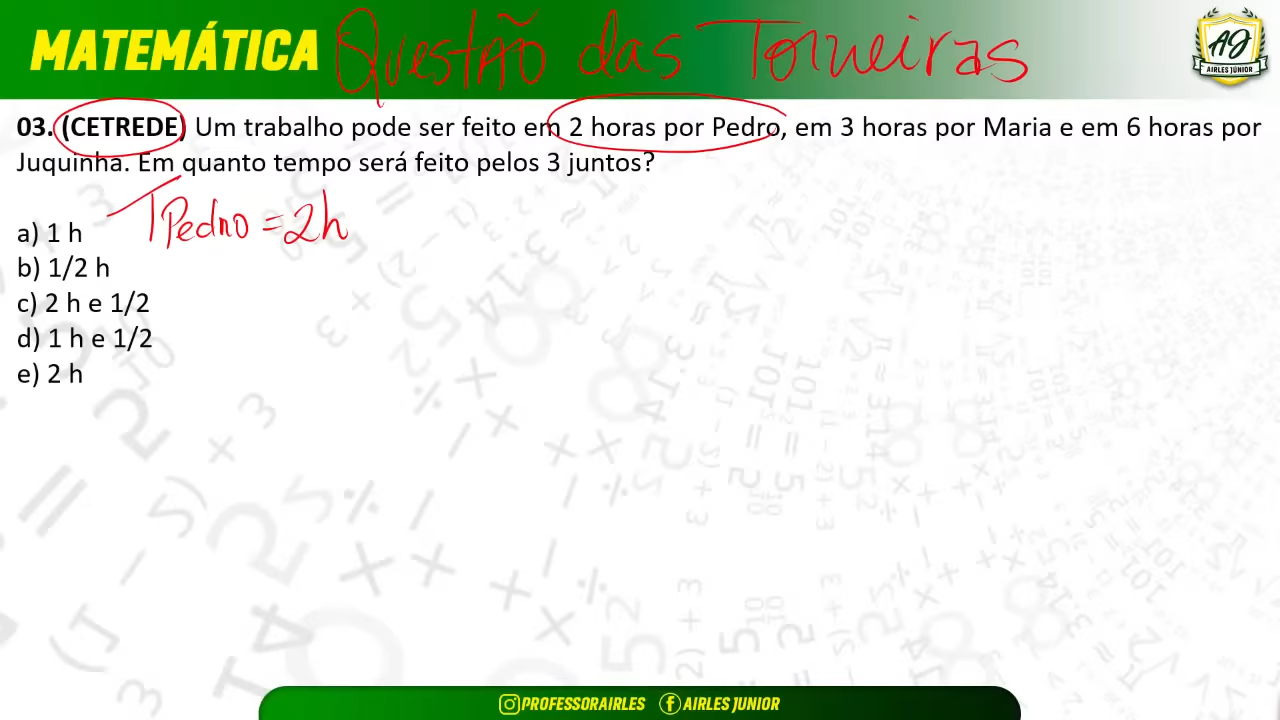 MATEMÁTICA Questão das Torneiras
AJ
AIRLES JÚNIOR
03. (CETREDE) Um trabalho pode ser feito em 2 horas por Pedro, em 3 horas por Maria e em 6 horas por
Juquinha. Em quanto tempo será feito pelos 3 juntos?
TPedro = 2h
a) 1 h
b) 1/2 h
c) 2 h e 1/2
d) 1 h e 1/2
e) 2 h
PROFESSORAIRLES AIRLES JUNIOR